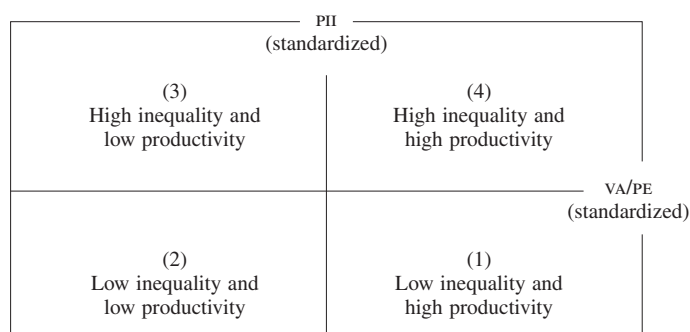 PII
(standardized)
(3)
High inequality and
low productivity
(4)
High inequality and
high productivity
VA/PE
(standardized)
(2)
Low inequality and
low productivity
(1)
Low inequality and
high productivity